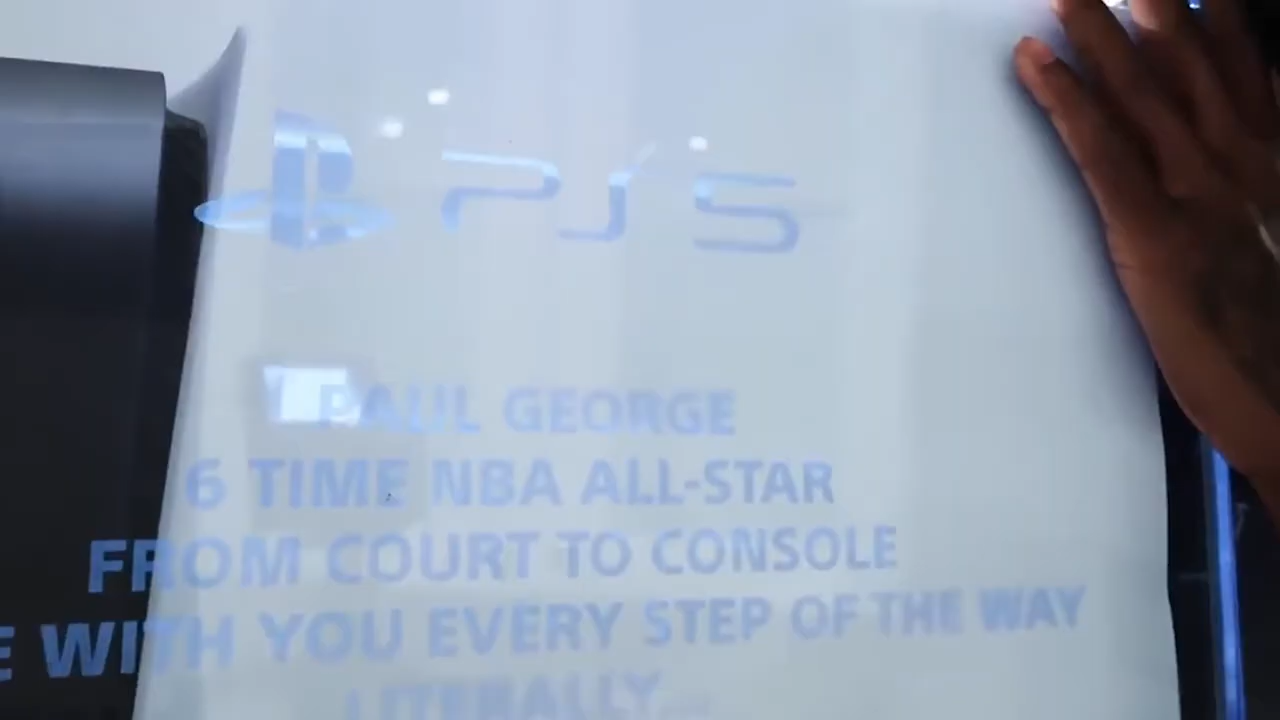 PS5
PAUL GEORGE
6 TIME NBA ALL-STAR
FROM COURT TO CONSOLE
E WITH YOU EVERY STEP OF THE WAY
LITERALLY...